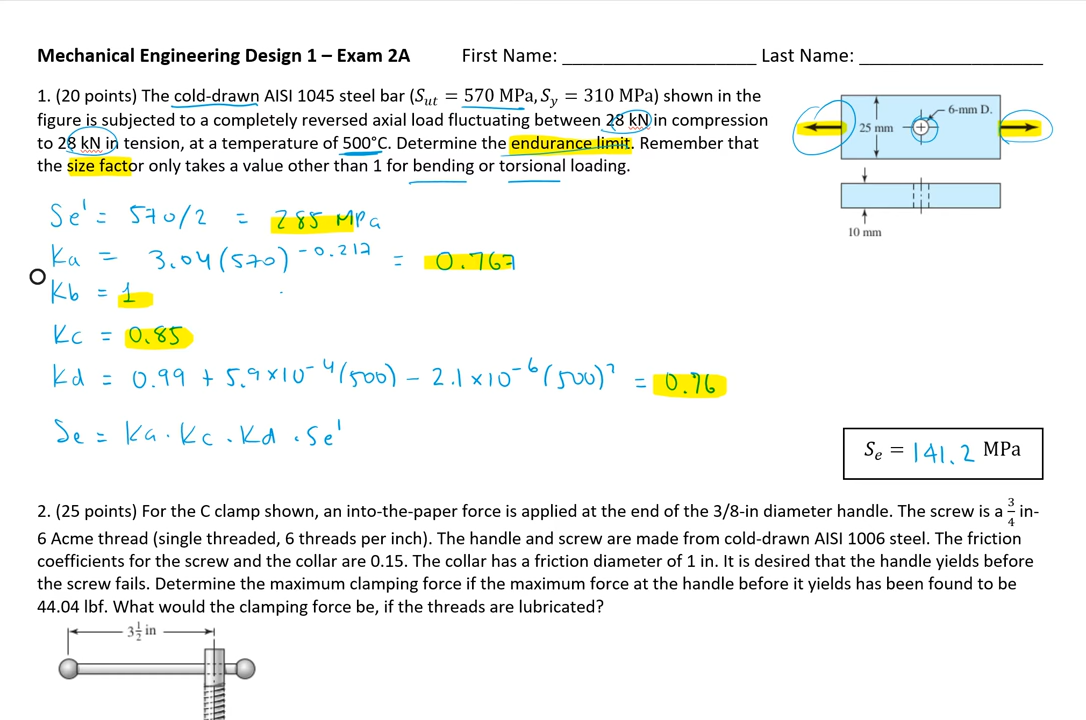 Mechanical Engineering Design 1 – Exam 2A First Name: ____________________ Last Name: ____________________
1. (20 points) The cold-drawn AISI 1045 steel bar (Sut = 570 MPa, Sy = 310 MPa) shown in the
figure is subjected to a completely reversed axial load fluctuating between 28 kN in compression
to 28 kN in tension, at a temperature of 500°C. Determine the endurance limit. Remember that
the size factor only takes a value other than 1 for bending or torsional loading.
6-mm D.
25 mm
10 mm
Se' = 570/2 = 285 MPa
Ka = 3.04(570)^-0.217 = 0.767
Kb = 1
Kc = 0.85
Kd = 0.99 + 5.9×10^-4(500) – 2.1×10^-6(500)² = 0.76
Se = Ka · Kc · Kd · Se'
Se = 141.2 MPa
2. (25 points) For the C clamp shown, an into-the-paper force is applied at the end of the 3/8-in diameter handle. The screw is a 3/4 in-
6 Acme thread (single threaded, 6 threads per inch). The handle and screw are made from cold-drawn AISI 1006 steel. The friction
coefficients for the screw and the collar are 0.15. The collar has a friction diameter of 1 in. It is desired that the handle yields before
the screw fails. Determine the maximum clamping force if the maximum force at the handle before it yields has been found to be
44.04 lbf. What would the clamping force be, if the threads are lubricated?
3 1/2 in